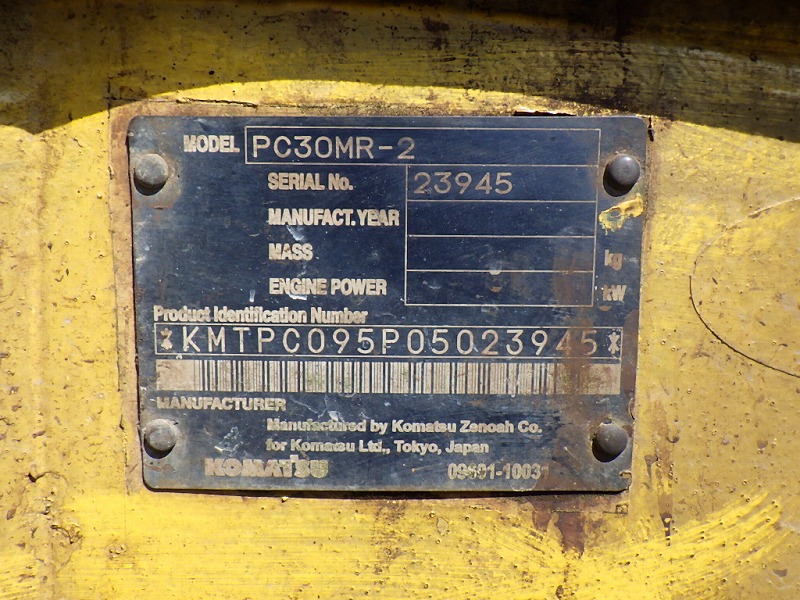 MODEL PC30MR-2
SERIAL No. 23945
MANUFACT. YEAR
MASS kg
ENGINE POWER kW
Product Identification Number
*KMTPC095P05023945*
MANUFACTURER
Manufactured by Komatsu Zenoah Co.
for Komatsu Ltd., Tokyo, Japan
KOMATSU